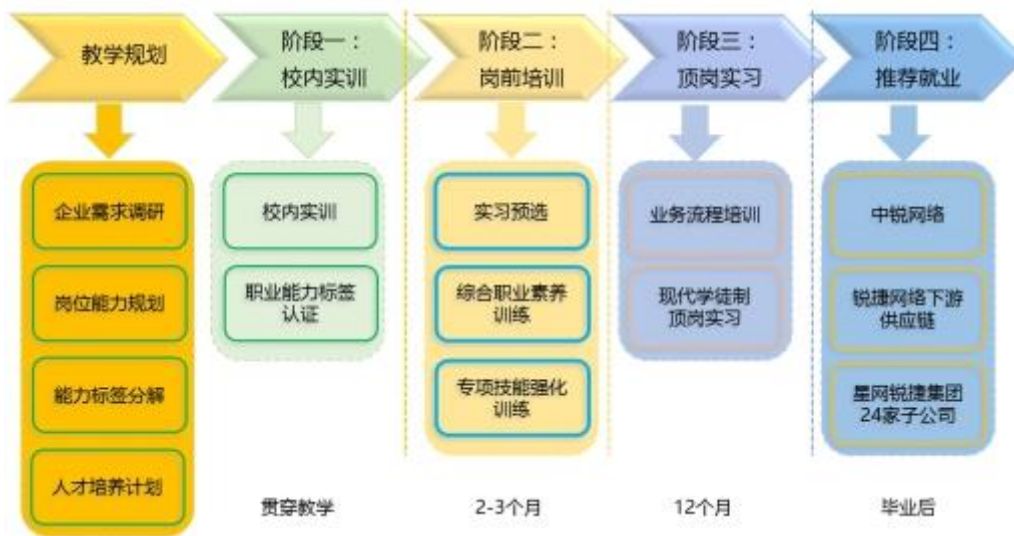 教学规划
阶段一：
校内实训
阶段二：
岗前培训
阶段三：
顶岗实习
阶段四：
推荐就业
企业需求调研
岗位能力规划
能力标签分解
人才培养计划
校内实训
职业能力标签
认证
贯穿教学
实习预选
综合职业素养
训练
专项技能强化
训练
2-3个月
业务流程培训
现代学徒制
顶岗实习
12个月
中锐网络
锐捷网络下游
供应链
星网锐捷集团
24家子公司
毕业后